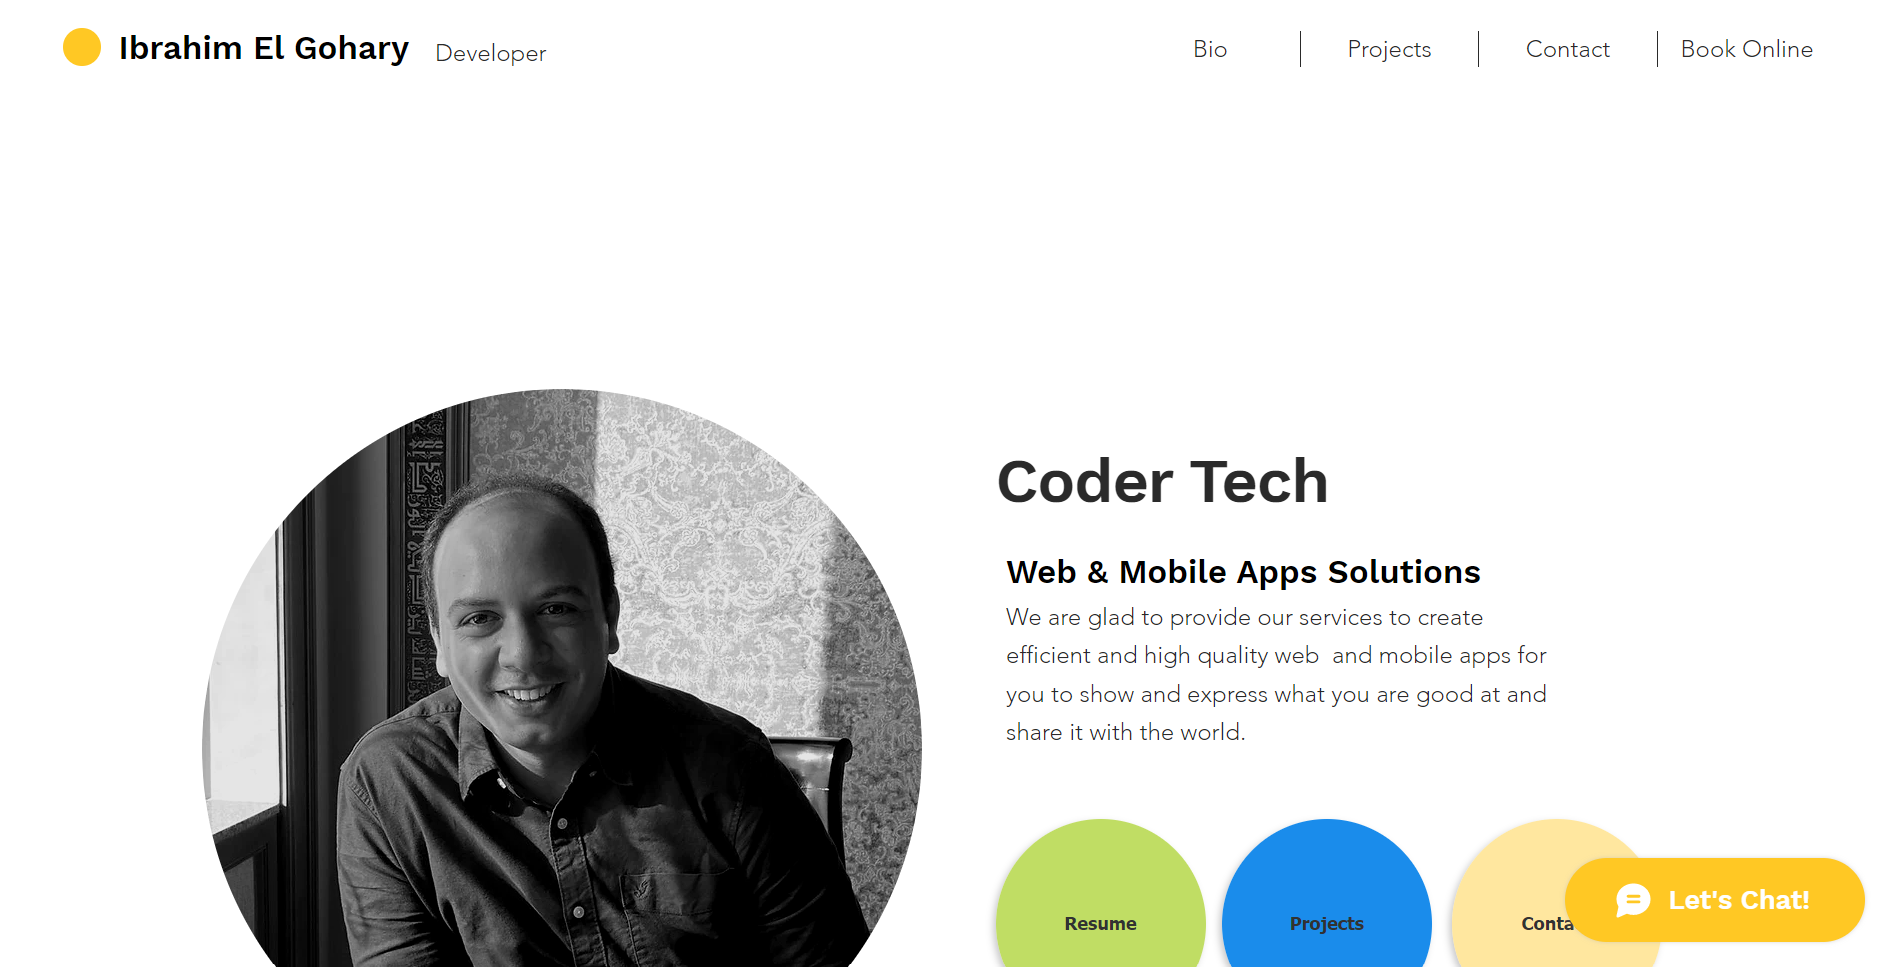 Ibrahim El Gohary Developer
Bio
Projects
Contact
Book Online
Coder Tech
Web & Mobile Apps Solutions
We are glad to provide our services to create
efficient and high quality web  and mobile apps for
you to show and express what you are good at and
share it with the world.
Resume
Projects
Conta
Let's Chat!